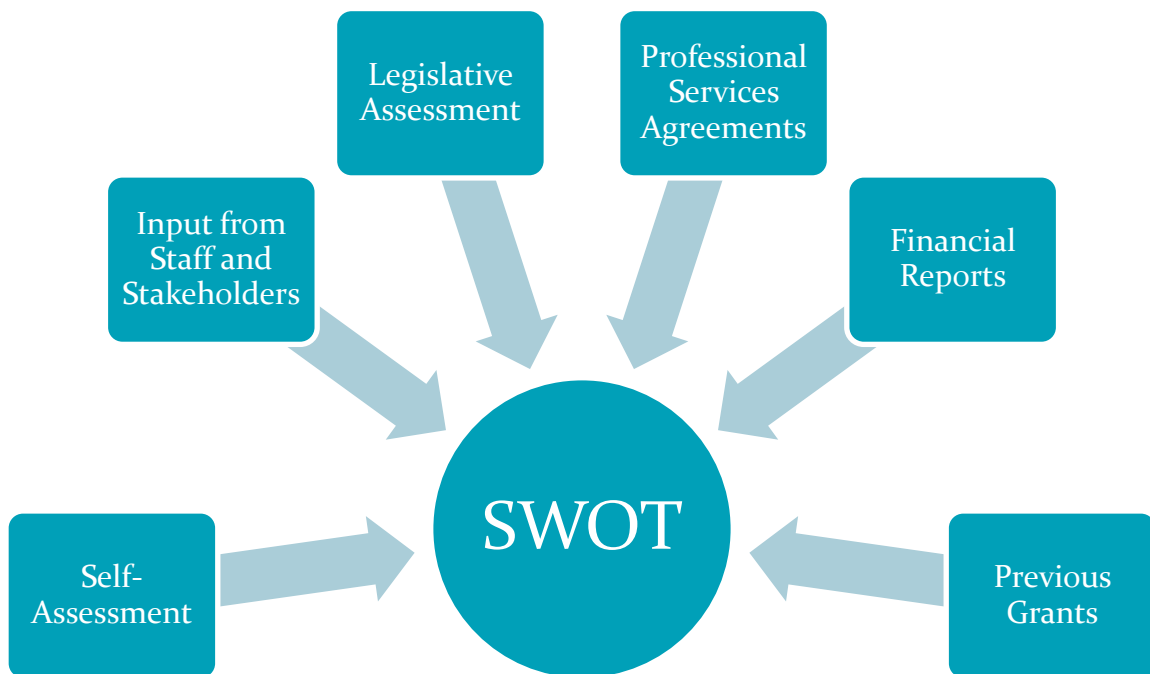 Self-
Assessment
Input from
Staff and
Stakeholders
Legislative
Assessment
Professional
Services
Agreements
Financial
Reports
Previous
Grants
SWOT